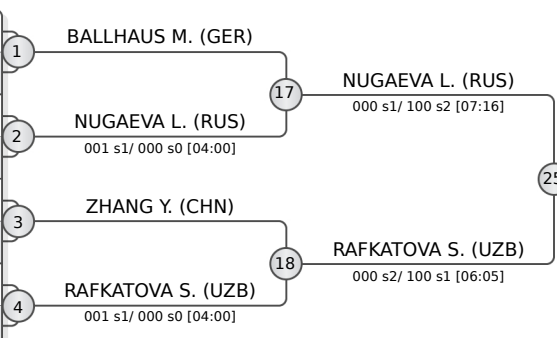 BALLHAUS M. (GER)
1
17
NUGAEVA L. (RUS)
000 s1/ 100 s2 [07:16]
NUGAEVA L. (RUS)
2
001 s1/ 000 s0 [04:00]
25
ZHANG Y. (CHN)
3
18
RAFKATOVA S. (UZB)
000 s2/ 100 s1 [06:05]
RAFKATOVA S. (UZB)
4
001 s1/ 000 s0 [04:00]